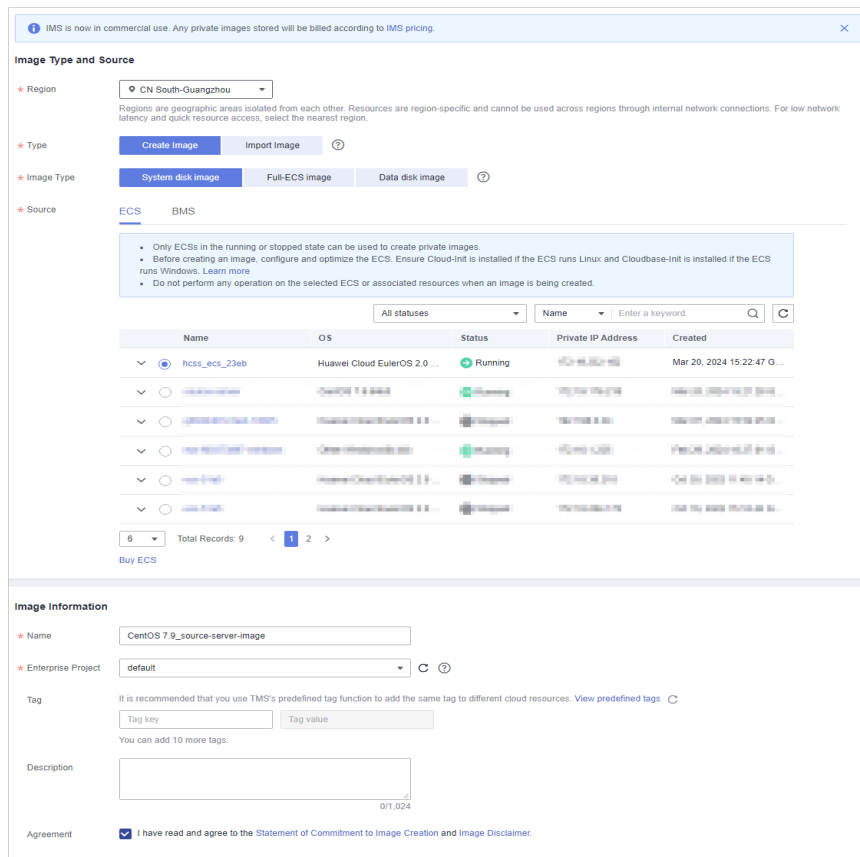 IMS is now in commercial use. Any private images stored will be billed according to IMS pricing.
Image Type and Source
* Region
CN South-Guangzhou
Regions are geographic areas isolated from each other. Resources are region-specific and cannot be used across regions through internal network connections. For low network
latency and quick resource access, select the nearest region.
* Type
Create Image Import Image
* Image Type
System disk image Full-ECS image Data disk image
* Source
ECS BMS
• Only ECSs in the running or stopped state can be used to create private images.
• Before creating an image, configure and optimize the ECS. Ensure Cloud-Init is installed if the ECS runs Linux and Cloudbase-Init is installed if the ECS
runs Windows. Learn more
• Do not perform any operation on the selected ECS or associated resources when an image is being created.
All statuses Name Enter a keyword.
Name OS Status Private IP Address Created
hcss_ecs_23eb Huawei Cloud EulerOS 2.0 ... Running Mar 20, 2024 15:22:47 G...
6 Total Records: 9 < 1 2 >
Buy ECS
Image Information
* Name
CentOS 7.9_source-server-image
* Enterprise Project
default
Tag
It is recommended that you use TMS's predefined tag function to add the same tag to different cloud resources. View predefined tags
Tag key Tag value
You can add 10 more tags.
Description
0/1,024
Agreement
I have read and agree to the Statement of Commitment to Image Creation and Image Disclaimer.